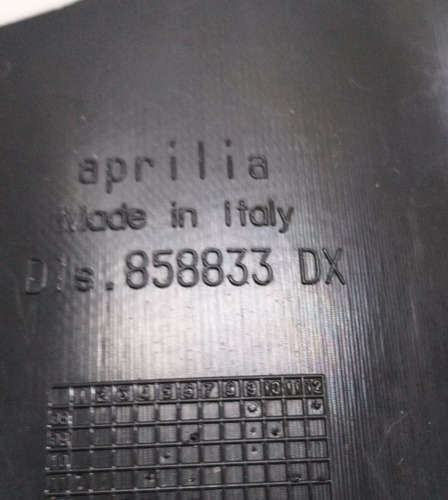 aprilia
Made in Italy
Dis.858833 DX
1 2 3 4 5 6 7 8 9 10 11 12